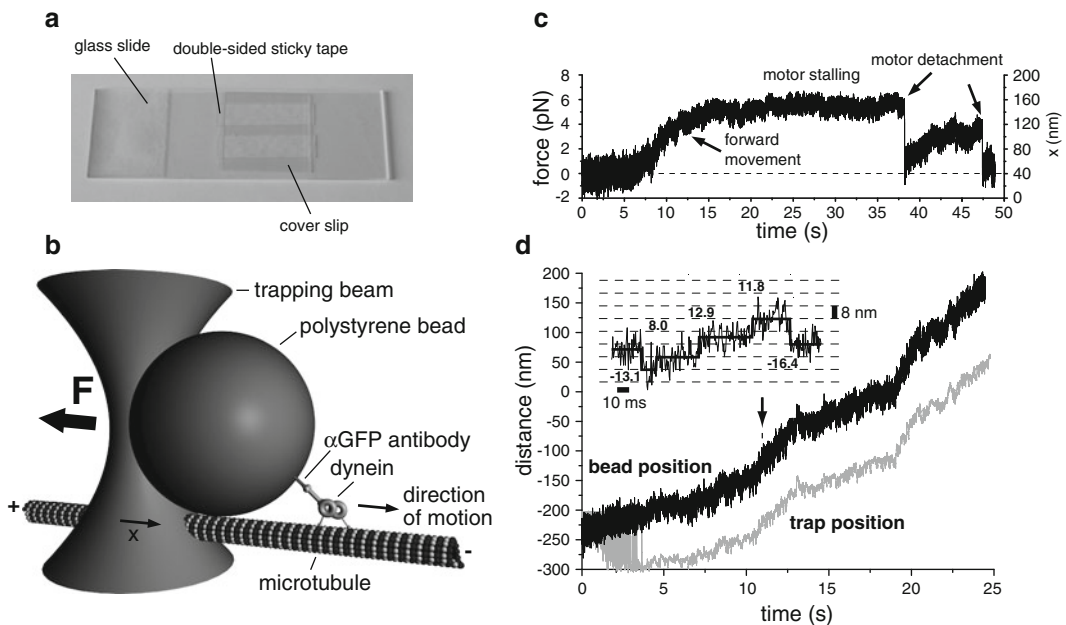 a
glass slide
double-sided sticky tape
cover slip
b
trapping beam
polystyrene bead
F
αGFP antibody
dynein
direction
of motion
+
x
-
microtubule
c
motor stalling
motor detachment
forward
movement
force (pN)
8
6
4
2
0
-2
x (nm)
200
160
120
80
40
0
0 5 10 15 20 25 30 35 40 45 50
time (s)
d
distance (nm)
200
150
100
50
0
-50
-100
-150
-200
-250
-300
11.8
12.9
8.0
8 nm
-13.1
-16.4
10 ms
bead position
trap position
0 5 10 15 20 25
time (s)